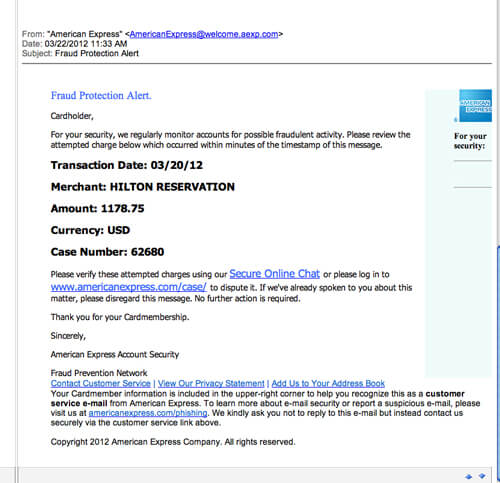 From: "American Express" <AmericanExpress@welcome.aexp.com>
Date: 03/22/2012 11:33 AM
Subject: Fraud Protection Alert
Fraud Protection Alert.
Cardholder,
For your security, we regularly monitor accounts for possible fraudulent activity. Please review the
attempted charge below which occurred within minutes of the timestamp of this message.
Transaction Date: 03/20/12
Merchant: HILTON RESERVATION
Amount: 1178.75
Currency: USD
Case Number: 62680
Please verify these attempted charges using our Secure Online Chat or please log in to
www.americanexpress.com/case/ to dispute it. If we've already spoken to you about this
matter, please disregard this message. No further action is required.
Thank you for your Cardmembership.
Sincerely,
American Express Account Security
Fraud Prevention Network
Contact Customer Service | View Our Privacy Statement | Add Us to Your Address Book
Your Cardmember information is included in the upper-right corner to help you recognize this as a customer
service e-mail from American Express. To learn more about e-mail security or report a suspicious e-mail, please
visit us at americanexpress.com/phishing. We kindly ask you not to reply to this e-mail but instead contact us
securely via the customer service link above.
Copyright 2012 American Express Company. All rights reserved.
AMERICAN
EXPRESS
For your
security: